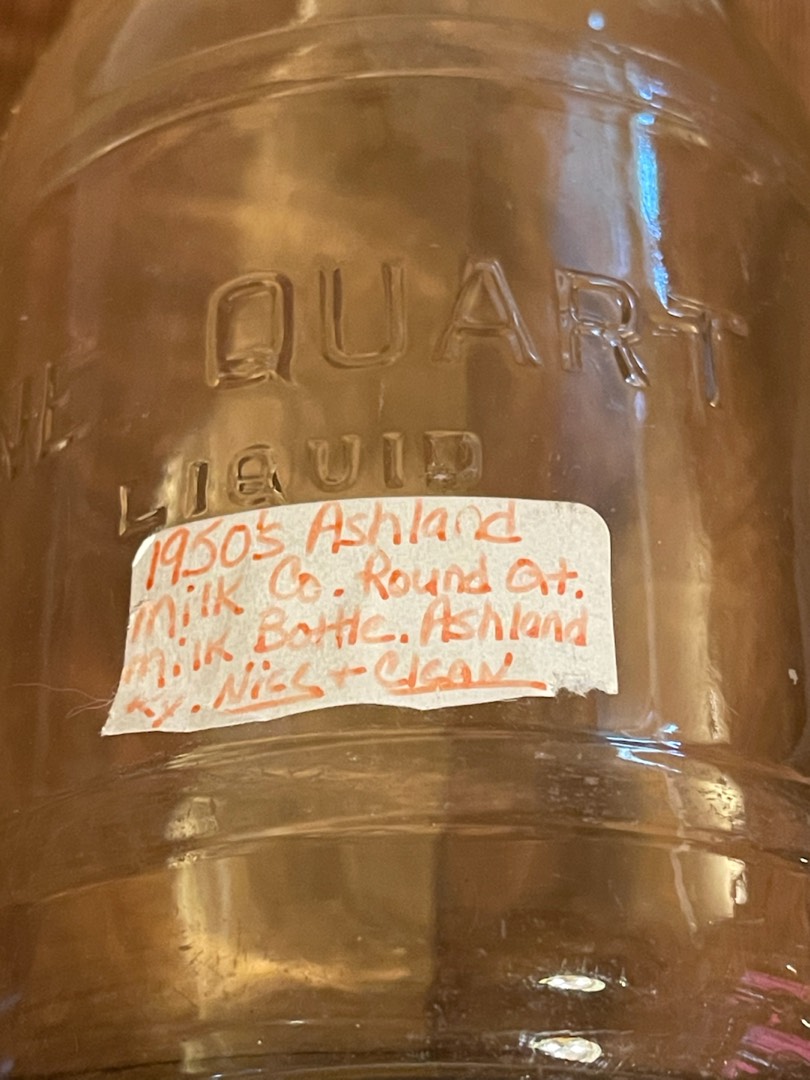 QUART
LIQUID
1950's Ashland
Milk Co. Round Qt.
Milk Bottle. Ashland
Ky. Nice + Clean